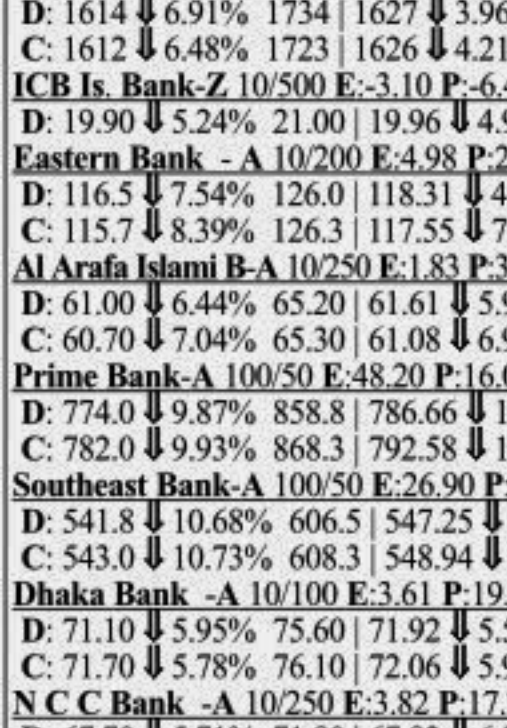 D: 1614 ⬇ 6.91% 1734 | 1627 ⬇ 3.96
C: 1612 ⬇ 6.48% 1723 | 1626 ⬇ 4.21
ICB Is. Bank-Z 10/500 E:-3.10 P:-6.
D: 19.90 ⬇ 5.24% 21.00 | 19.96 ⬇ 4.
Eastern Bank - A 10/200 E:4.98 P:2
D: 116.5 ⬇ 7.54% 126.0 | 118.31 ⬇ 4
C: 115.7 ⬇ 8.39% 126.3 | 117.55 ⬇ 7
Al Arafa Islami B-A 10/250 E:1.83 P:3
D: 61.00 ⬇ 6.44% 65.20 | 61.61 ⬇ 5.9
C: 60.70 ⬇ 7.04% 65.30 | 61.08 ⬇ 6.9
Prime Bank-A 100/50 E:48.20 P:16.0
D: 774.0 ⬇ 9.87% 858.8 | 786.66 ⬇ 1
C: 782.0 ⬇ 9.93% 868.3 | 792.58 ⬇ 1
Southeast Bank-A 100/50 E:26.90 P:
D: 541.8 ⬇ 10.68% 606.5 | 547.25 ⬇
C: 543.0 ⬇ 10.73% 608.3 | 548.94 ⬇
Dhaka Bank -A 10/100 E:3.61 P:19.
D: 71.10 ⬇ 5.95% 75.60 | 71.92 ⬇ 5.
C: 71.70 ⬇ 5.78% 76.10 | 72.06 ⬇ 5.9
N C C Bank -A 10/250 E:3.82 P:17.